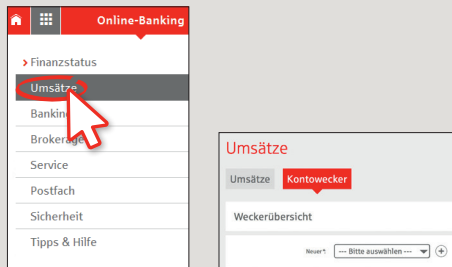 Online-Banking
Finanzstatus
Umsätze
Banking
Brokerage
Service
Postfach
Sicherheit
Tipps & Hilfe
Umsätze
Umsätze Kontowecker
Weckerübersicht
Neuer*: --- Bitte auswählen ---